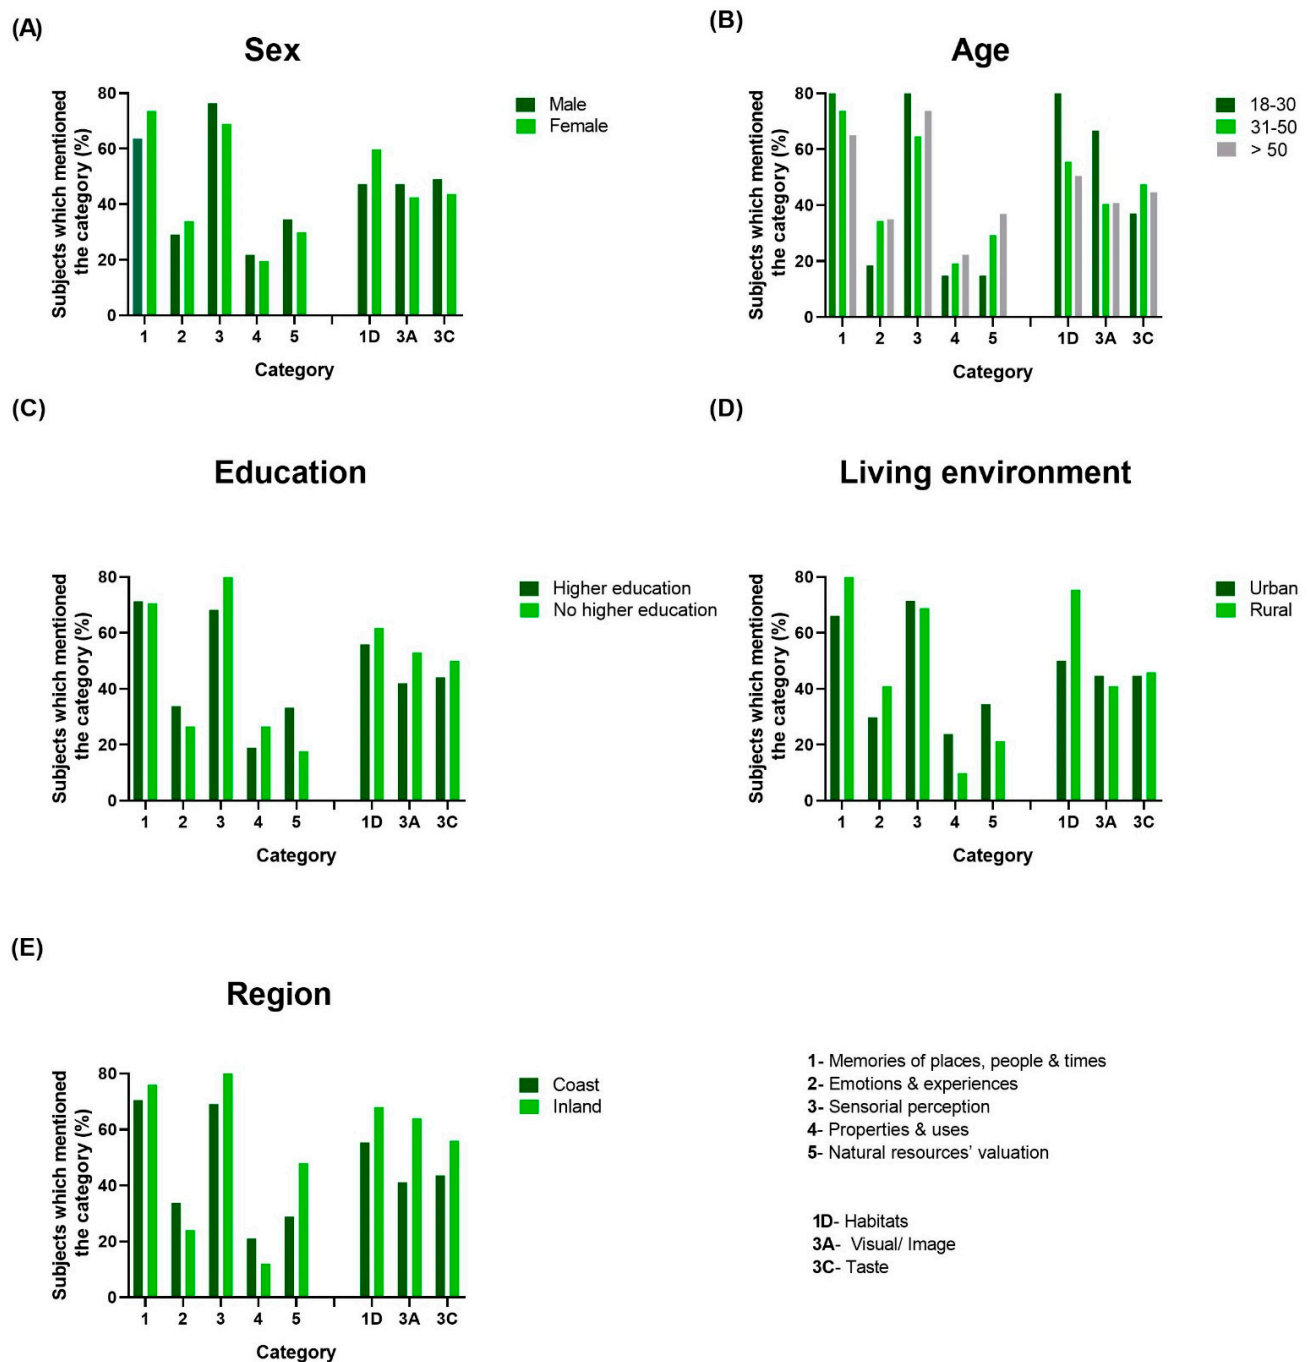 (A)
Sex
Subjects which mentioned
the category (%)
80
60
40
20
0
1 2 3 4 5 1D 3A 3C
Category
Male
Female
(B)
Age
Subjects which mentioned
the category (%)
80
60
40
20
0
1 2 3 4 5 1D 3A 3C
Category
18-30
31-50
> 50
(C)
Education
Subjects which mentioned
the category (%)
80
60
40
20
0
1 2 3 4 5 1D 3A 3C
Category
Higher education
No higher education
(D)
Living environment
Subjects which mentioned
the category (%)
80
60
40
20
0
1 2 3 4 5 1D 3A 3C
Category
Urban
Rural
(E)
Region
Subjects which mentioned
the category (%)
80
60
40
20
0
1 2 3 4 5 1D 3A 3C
Category
Coast
Inland
1- Memories of places, people & times
2- Emotions & experiences
3- Sensorial perception
4- Properties & uses
5- Natural resources' valuation
1D- Habitats
3A- Visual/ Image
3C- Taste